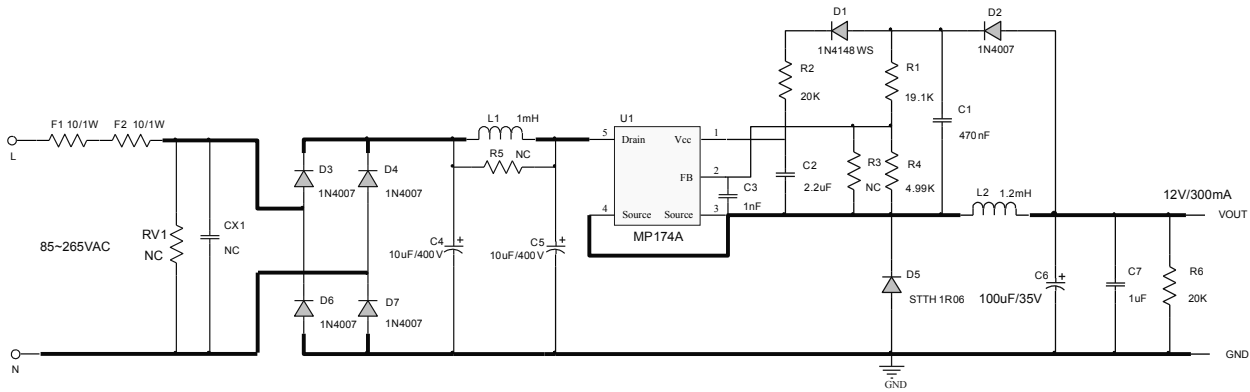 D1
D2
1N4148 WS
1N4007
R2
20K
R1
19.1K
C1
470nF
F1 10/1W
F2 10/1W
L
L1
1mH
R5
NC
U1
5
Drain
Vcc
1
FB
2
4
Source
Source
3
MP174A
C3
1nF
C2
2.2uF
R3
NC
R4
4.99K
L2
1.2mH
12V/300mA
VOUT
D3
1N4007
D4
1N4007
85~265VAC
RV1
NC
CX1
NC
C4
10uF/400V
C5
10uF/400V
D6
1N4007
D7
1N4007
D5
STTH 1R06
C6
100uF/35V
C7
1uF
R6
20K
N
GND
GND